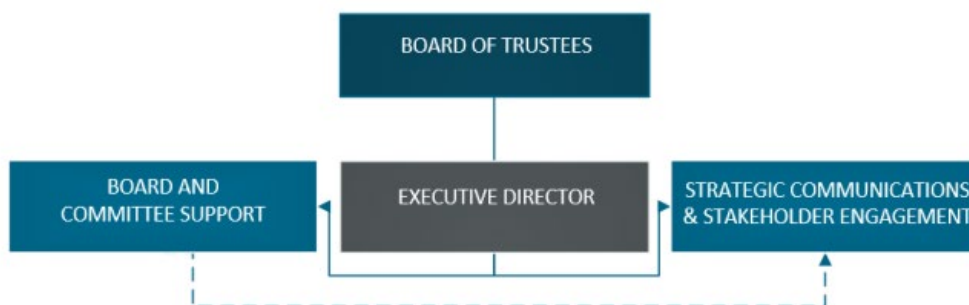 BOARD OF TRUSTEES
BOARD AND
COMMITTEE SUPPORT
EXECUTIVE DIRECTOR
STRATEGIC COMMUNICATIONS
& STAKEHOLDER ENGAGEMENT